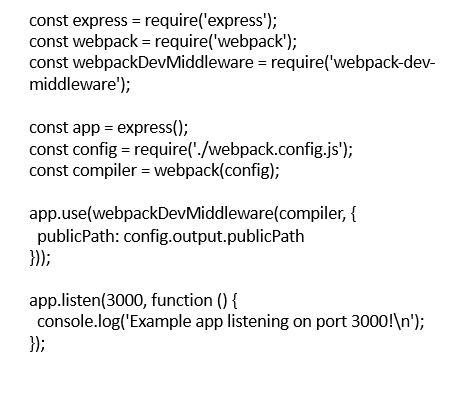 const express = require('express');
const webpack = require('webpack');
const webpackDevMiddleware = require('webpack-dev-
middleware');

const app = express();
const config = require('./webpack.config.js');
const compiler = webpack(config);

app.use(webpackDevMiddleware(compiler, {
  publicPath: config.output.publicPath
}));

app.listen(3000, function () {
  console.log('Example app listening on port 3000!\n');
});